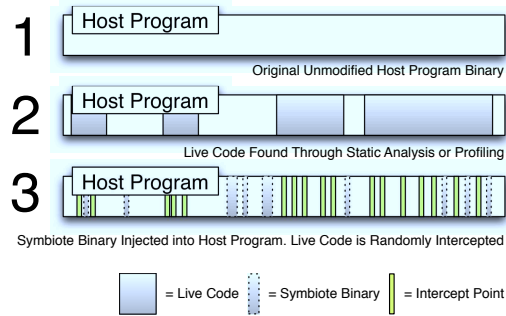 1 Host Program
Original Unmodified Host Program Binary
2 Host Program
Live Code Found Through Static Analysis or Profiling
3 Host Program
Symbiote Binary Injected into Host Program. Live Code is Randomly Intercepted
= Live Code = Symbiote Binary = Intercept Point